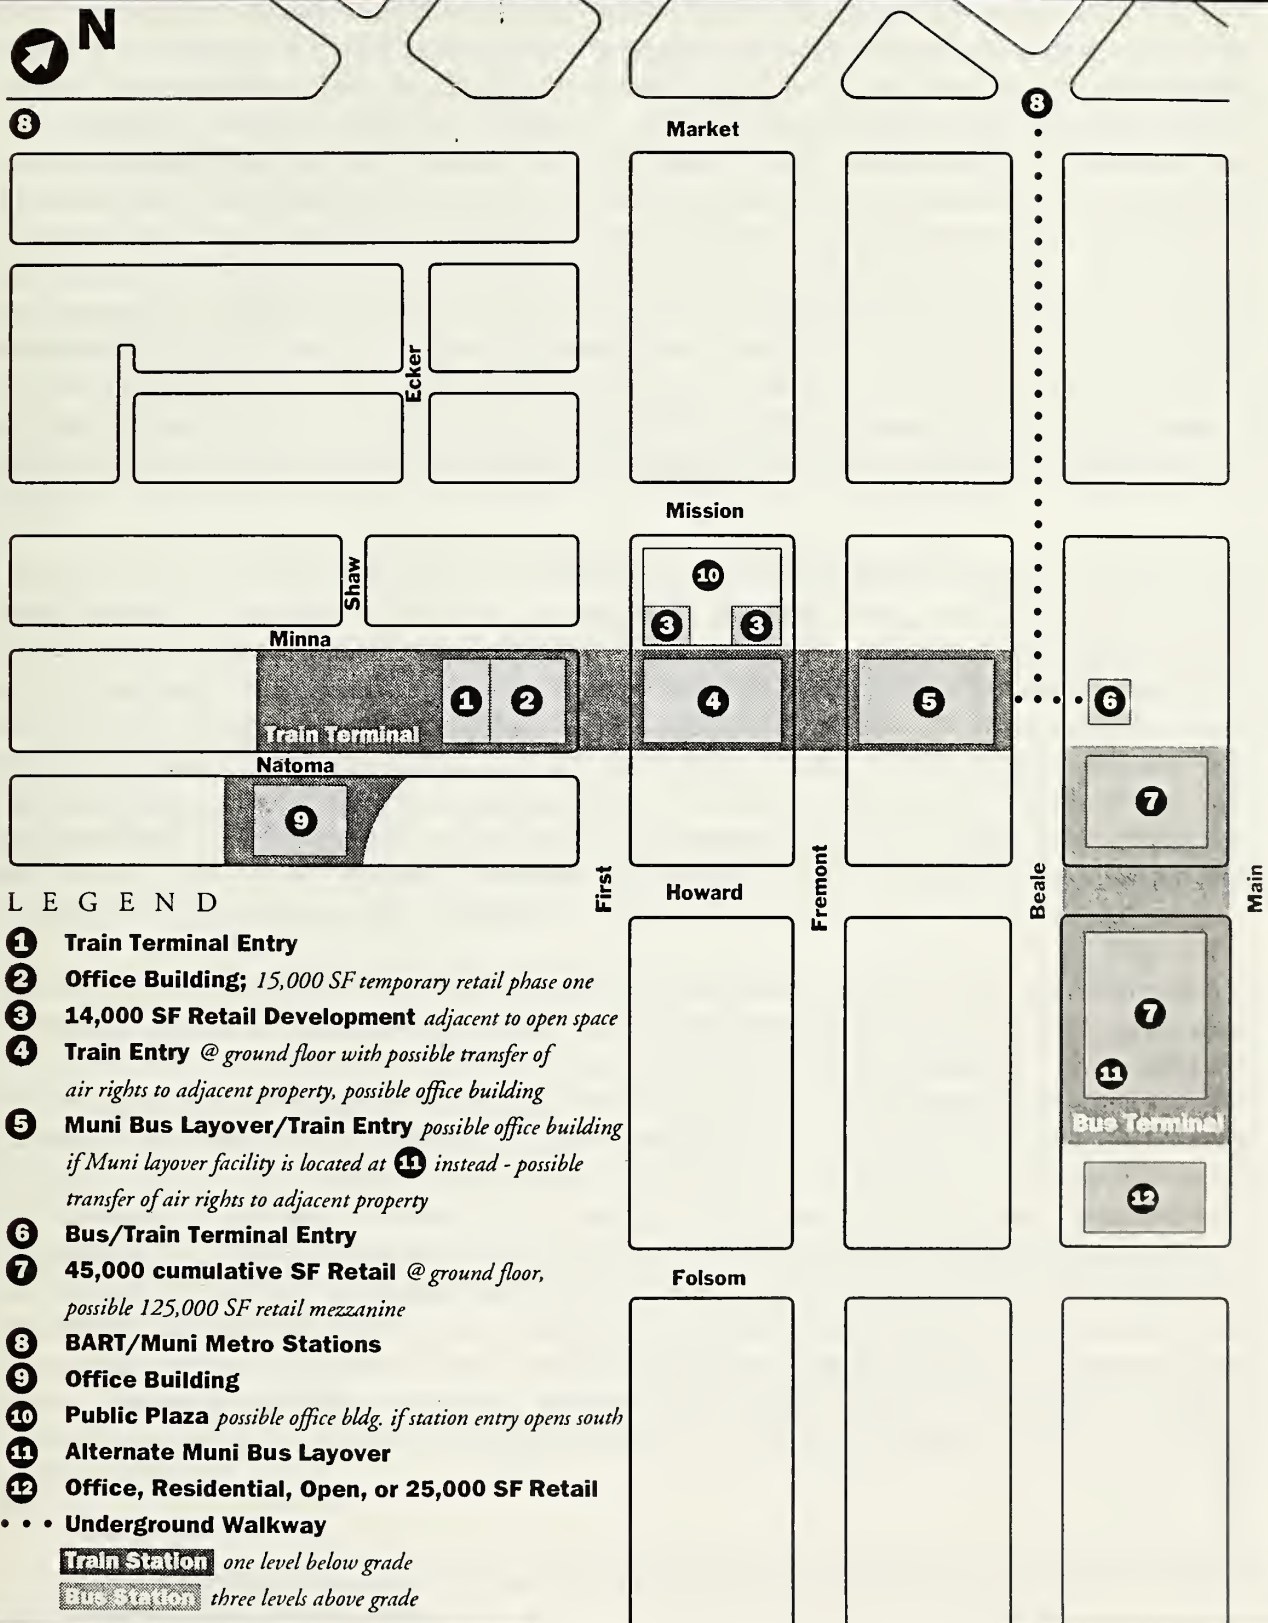 N
8
8
Market
Ecker
Mission
Shaw
10
3
3
Minna
1
2
4
5
6
Train Terminal
Natoma
7
9
First
Howard
Fremont
Beale
Main
7
11
Bus Terminal
12
Folsom
LEGEND
1 Train Terminal Entry
2 Office Building; 15,000 SF temporary retail phase one
3 14,000 SF Retail Development adjacent to open space
4 Train Entry @ ground floor with possible transfer of
air rights to adjacent property, possible office building
5 Muni Bus Layover/Train Entry possible office building
if Muni layover facility is located at 11 instead - possible
transfer of air rights to adjacent property
6 Bus/Train Terminal Entry
7 45,000 cumulative SF Retail @ ground floor,
possible 125,000 SF retail mezzanine
8 BART/Muni Metro Stations
9 Office Building
10 Public Plaza possible office bldg. if station entry opens south
11 Alternate Muni Bus Layover
12 Office, Residential, Open, or 25,000 SF Retail
• • • Underground Walkway
Train Station one level below grade
Bus Station three levels above grade